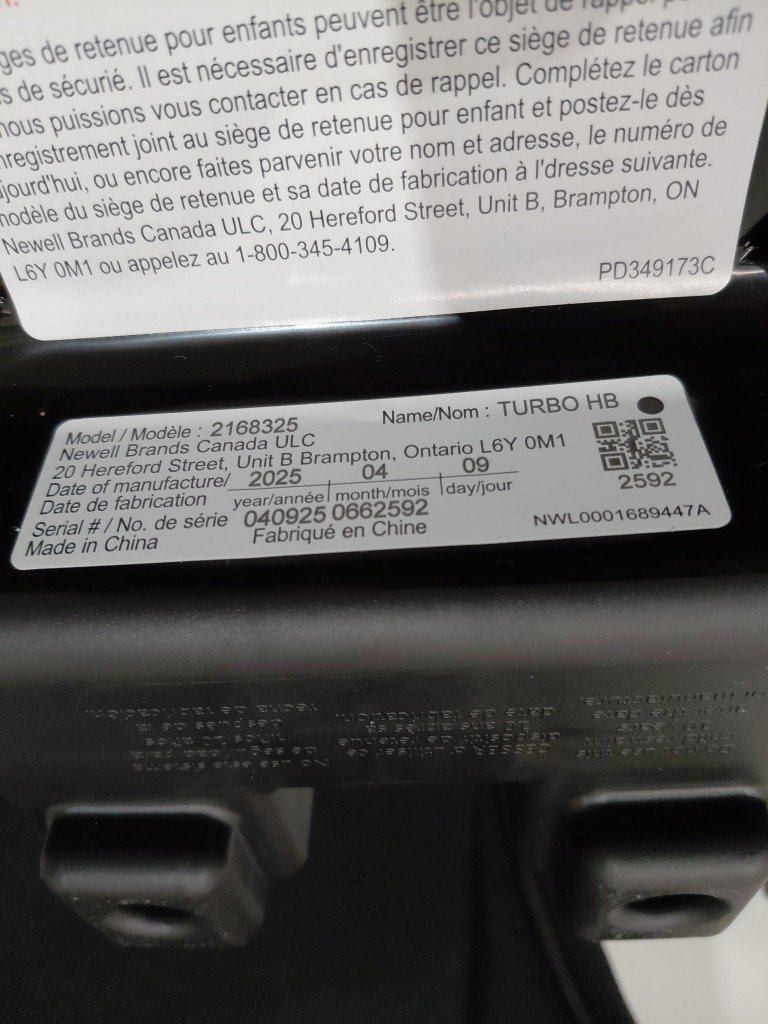 de retenue pour enfants peuvent être l'objet de rappel
de sécurié. Il est nécessaire d'enregistrer ce siège de retenue afin
nous puissions vous contacter en cas de rappel. Complétez le carton
nregistrement joint au siège de retenue pour enfant et postez-le dès
ujourd'hui, ou encore faites parvenir votre nom et adresse, le numéro de
modèle du siège de retenue et sa date de fabrication à l'dresse suivante.
Newell Brands Canada ULC, 20 Hereford Street, Unit B, Brampton, ON
L6Y 0M1 ou appelez au 1-800-345-4109.
PD349173C
Model / Modèle : 2168325 Name/Nom : TURBO HB
Newell Brands Canada ULC
20 Hereford Street, Unit B Brampton, Ontario L6Y 0M1
Date of manufacture/ 2025 04 09
Date de fabrication year/année month/mois day/jour
2592
Serial # / No. de série 040925 0662592
Made in China Fabriqué en Chine
NWL0001689447A